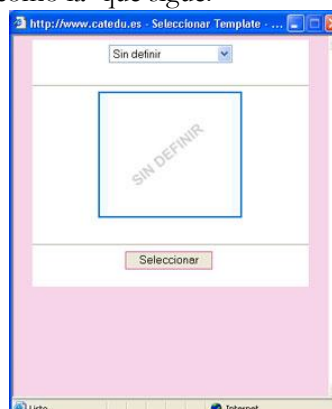 como la que sigue:
http://www.catedu.es - Seleccionar Template - ...
Sin definir
SIN DEFINIR
Seleccionar
Listo
Internet